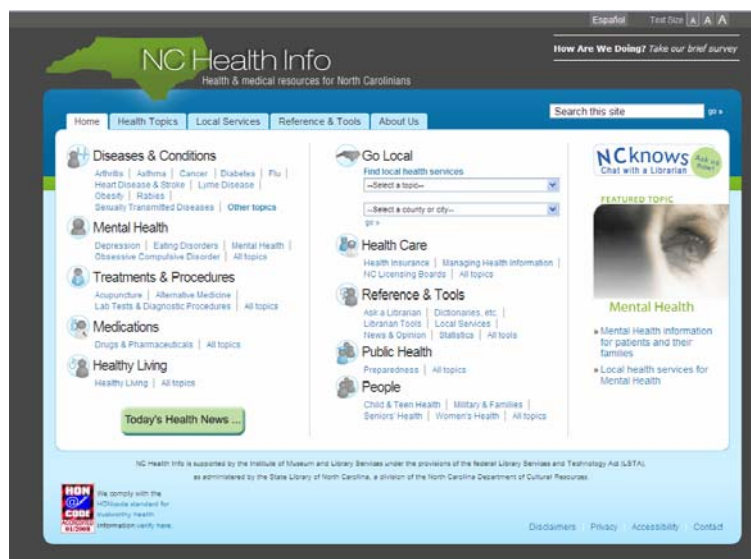 Español Text Size A A A
NC Health Info
Health & medical resources for North Carolinians
How Are We Doing? Take our brief survey
Home Health Topics Local Services Reference & Tools About Us
Search this site go »
Diseases & Conditions
Arthritis | Asthma | Cancer | Diabetes | Flu |
Heart Disease & Stroke | Lyme Disease |
Obesity | Rabies |
Sexually Transmitted Diseases | Other topics
Mental Health
Depression | Eating Disorders | Mental Health |
Obsessive Compulsive Disorder | All topics
Treatments & Procedures
Acupuncture | Alternative Medicine |
Lab Tests & Diagnostic Procedures | All topics
Medications
Drugs & Pharmaceuticals | All topics
Healthy Living
Healthy Living | All topics
Today's Health News ...
Go Local
Find local health services
--Select a topic--
--Select a county or city--
go »
Health Care
Health Insurance | Managing Health Information |
NC Licensing Boards | All topics
Reference & Tools
Ask a Librarian | Dictionaries, etc. |
Librarian Tools | Local Services |
News & Opinion | Statistics | All tools
Public Health
Preparedness | All topics
People
Child & Teen Health | Military & Families |
Seniors' Health | Women's Health | All topics
NCknows
Chat with a Librarian
Ask us now!
FEATURED TOPIC
Mental Health
» Mental Health information
for patients and their
families
» Local health services for
Mental Health
NC Health Info is supported by the Institute of Museum and Library Services under the provisions of the federal Library Services and Technology Act (LSTA),
as administered by the State Library of North Carolina, a division of the North Carolina Department of Cultural Resources.
HON
@
CODE
ACCREDITED
01/2008
We comply with the
HONcode standard for
trustworthy health
information: verify here.
Disclaimers | Privacy | Accessibility | Contact